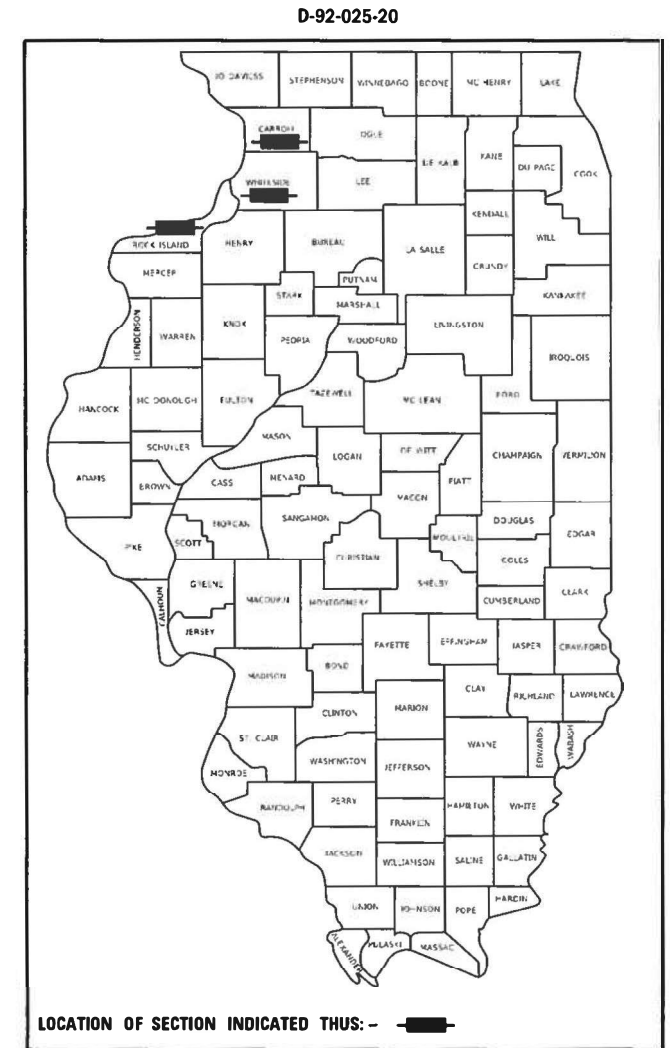 D-92-025-20
JO DAVIESS STEPHENSON WINNEBAGO BOONE MC HENRY LAKE
CARROLL OGLE
DE KALB KANE DU PAGE COOK
WHITESIDE LEE
KENDALL
ROCK ISLAND HENRY BUREAU LA SALLE WILL
MERCER PUTNAM GRUNDY
STARK MARSHALL KANKAKEE
HENDERSON WARREN KNOX PEORIA WOODFORD LIVINGSTON
IROQUOIS
HANCOCK MC DONOUGH FULTON TAZEWELL MC LEAN FORD
MASON
SCHUYLER LOGAN DE WITT CHAMPAIGN VERMILION
ADAMS BROWN CASS MENARD PIATT
MACON
MORGAN SANGAMON DOUGLAS
PIKE SCOTT MOULTRIE EDGAR
CHRISTIAN COLES
GREENE SHELBY
CALHOUN MACOUPIN MONTGOMERY CUMBERLAND CLARK
JERSEY
FAYETTE EFFINGHAM JASPER CRAWFORD
MADISON BOND
CLAY RICHLAND LAWRENCE
CLINTON MARION
ST. CLAIR WAYNE EDWARDS WABASH
MONROE WASHINGTON JEFFERSON
RANDOLPH PERRY HAMILTON WHITE
FRANKLIN
JACKSON WILLIAMSON SALINE GALLATIN
UNION JOHNSON POPE HARDIN
ALEXANDER PULASKI MASSAC
LOCATION OF SECTION INDICATED THUS: -